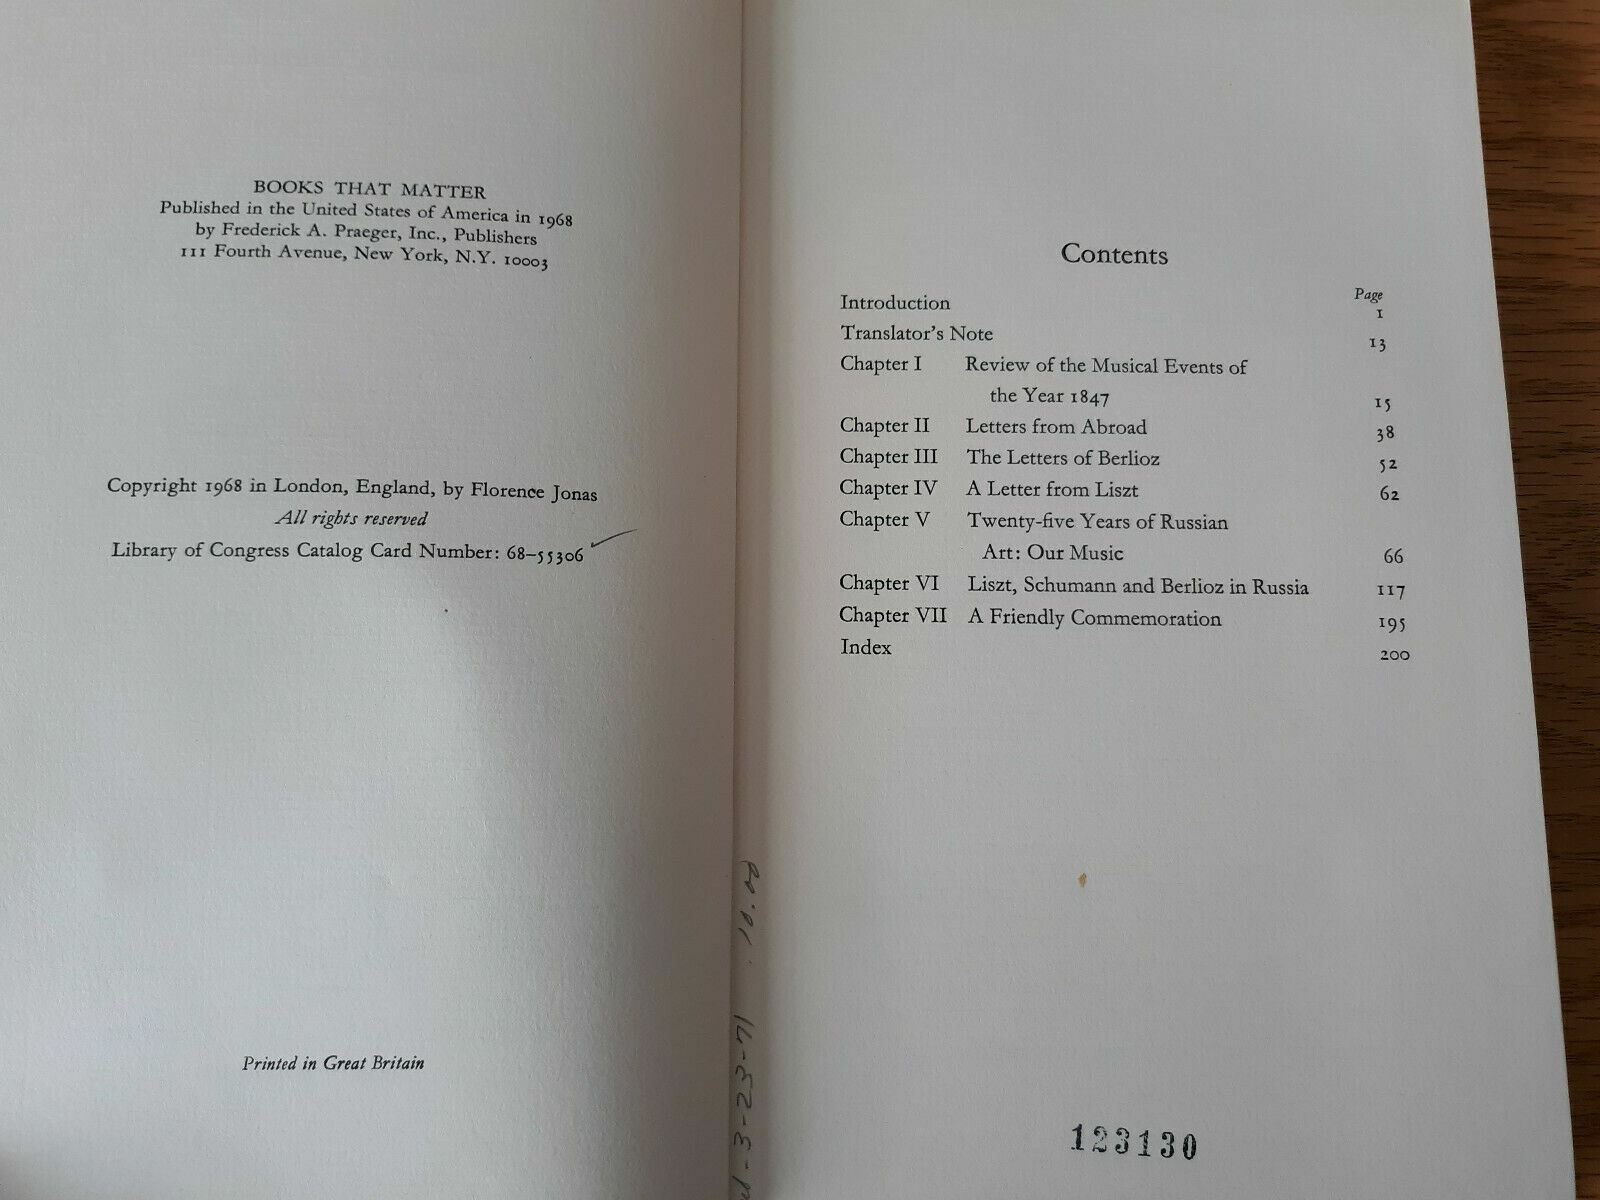 BOOKS THAT MATTER
Published in the United States of America in 1968
by Frederick A. Praeger, Inc., Publishers
111 Fourth Avenue, New York, N.Y. 10003
Copyright 1968 in London, England, by Florence Jonas
All rights reserved
Library of Congress Catalog Card Number: 68–55306
Printed in Great Britain
3-23-71 10.00
Contents
Page
Introduction 1
Translator's Note 13
Chapter I Review of the Musical Events of
the Year 1847 15
Chapter II Letters from Abroad 38
Chapter III The Letters of Berlioz 52
Chapter IV A Letter from Liszt 62
Chapter V Twenty-five Years of Russian
Art: Our Music 66
Chapter VI Liszt, Schumann and Berlioz in Russia 117
Chapter VII A Friendly Commemoration 195
Index 200
123130